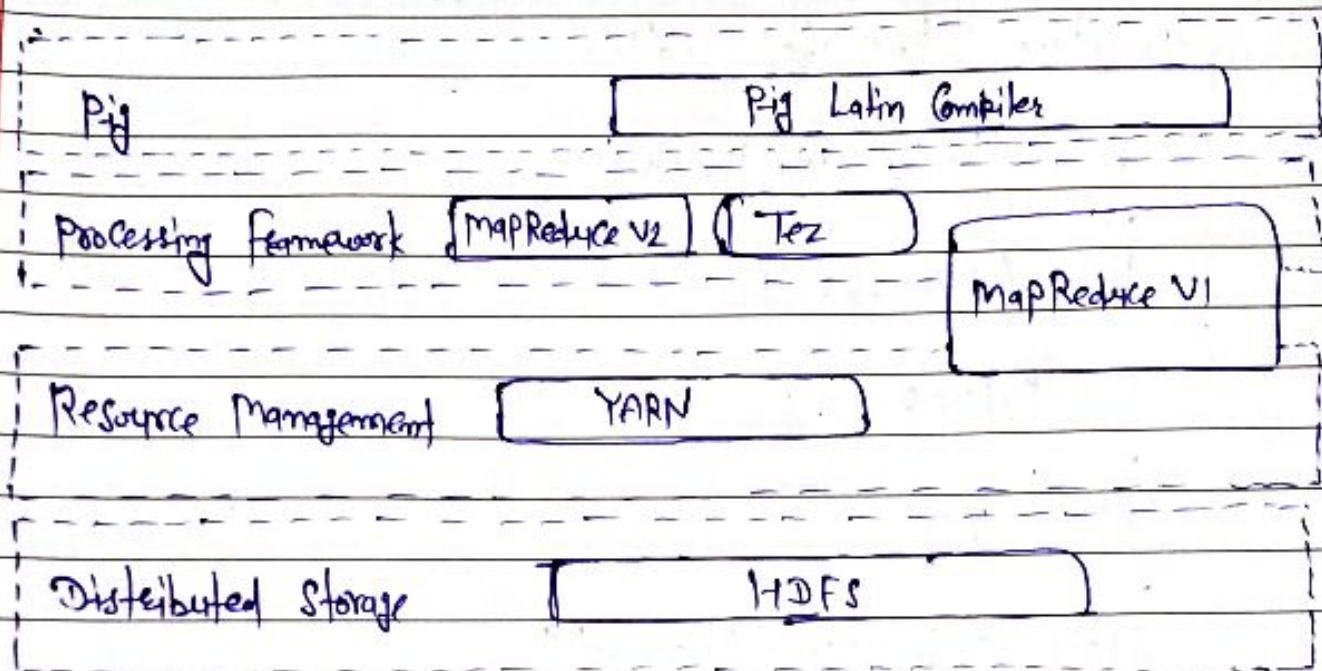 Pig Pig Latin Compiler
Processing Framework MapReduce V2 Tez
MapReduce V1
Resource Management YARN
Distributed Storage HDFS